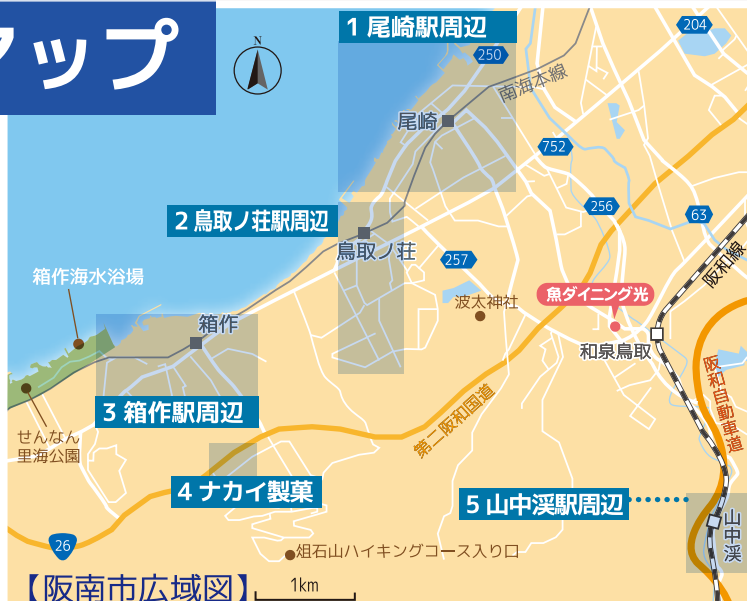 アップ
N
1 尾崎駅周辺
204
250
南海本線
尾崎
752
2 鳥取ノ荘駅周辺
256
63
鳥取ノ荘
257
阪和線
箱作海水浴場
魚ダイニング光
波太神社
箱作
和泉鳥取
阪和自動車道
3 箱作駅周辺
第二阪和国道
せんなん
里海公園
4 ナカイ製菓
5 山中渓駅周辺
山中渓
26
俎石山ハイキングコース入り口
【阪南市広域図】
1km